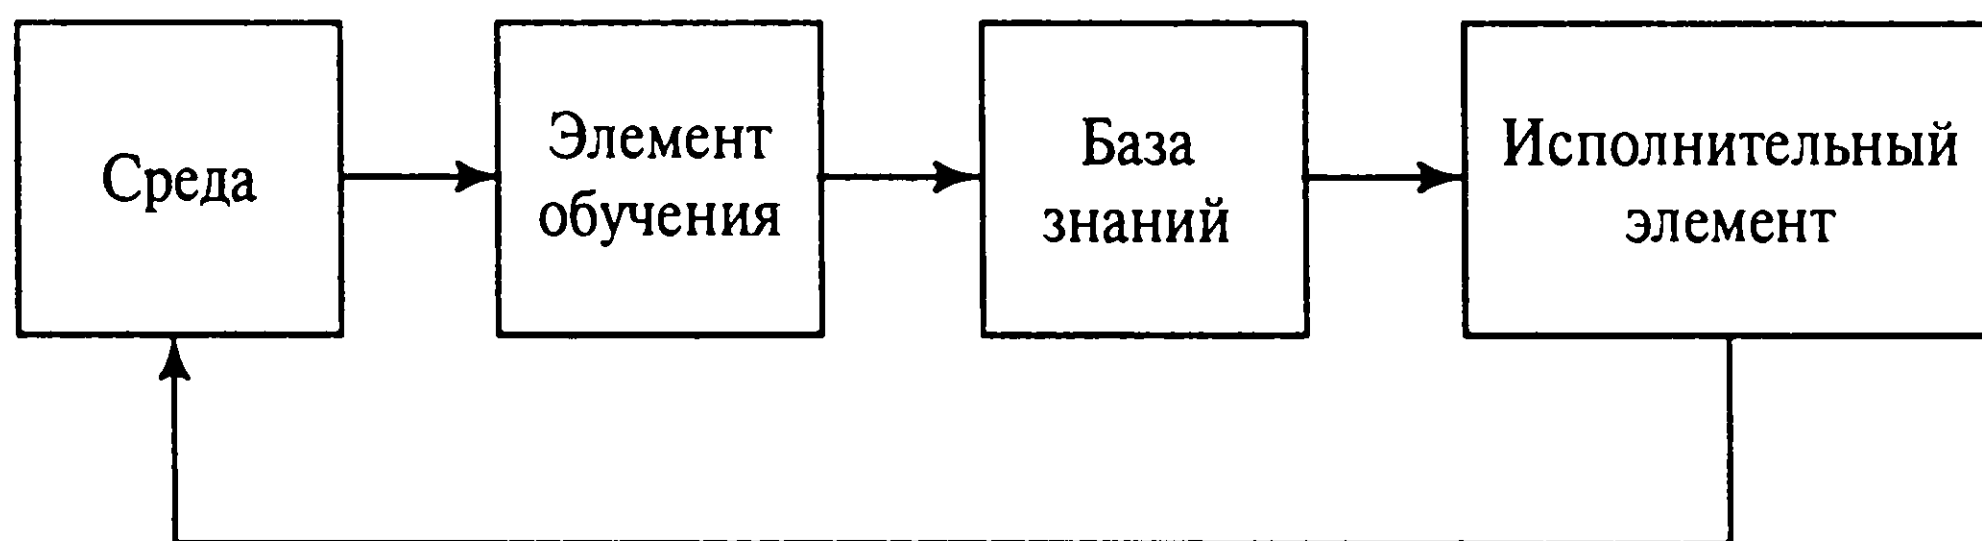 Среда
Элемент
обучения
База
знаний
Исполнительный
элемент